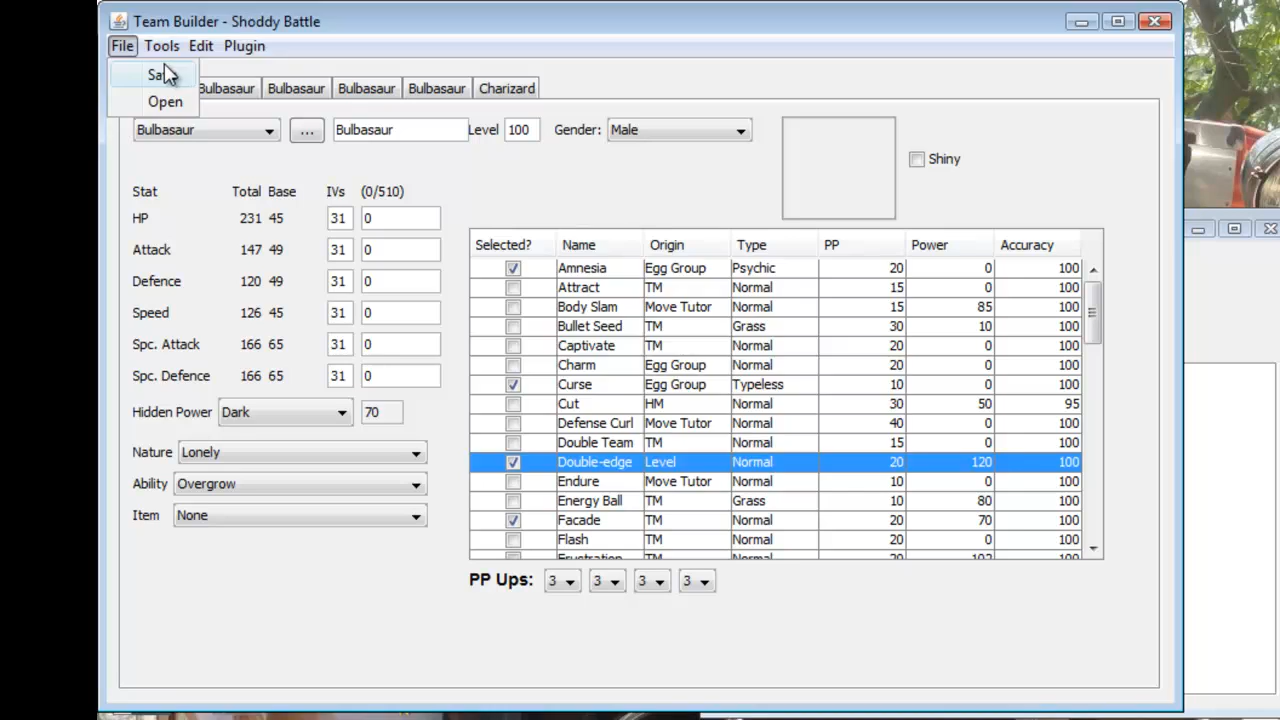 Team Builder - Shoddy Battle
File Tools Edit Plugin
Open
Bulbasaur Bulbasaur Bulbasaur Bulbasaur Charizard
Bulbasaur ... Bulbasaur Level 100 Gender: Male
Shiny
Stat Total Base IVs (0/510)
HP 231 45 31 0
Attack 147 49 31 0
Defence 120 49 31 0
Speed 126 45 31 0
Spc. Attack 166 65 31 0
Spc. Defence 166 65 31 0
Hidden Power Dark 70
Nature Lonely
Ability Overgrow
Item None
Selected? Name Origin Type PP Power Accuracy
Amnesia Egg Group Psychic 20 0 100
Attract TM Normal 15 0 100
Body Slam Move Tutor Normal 15 85 100
Bullet Seed TM Grass 30 10 100
Captivate TM Normal 20 0 100
Charm Egg Group Normal 20 0 100
Curse Egg Group Typeless 10 0 100
Cut HM Normal 30 50 95
Defense Curl Move Tutor Normal 40 0 100
Double Team TM Normal 15 0 100
Double-edge Level Normal 20 120 100
Endure Move Tutor Normal 10 0 100
Energy Ball TM Grass 10 80 100
Facade TM Normal 20 70 100
Flash TM Normal 20 0 100
Frustration TM Normal 20 102 100
PP Ups: 3 3 3 3